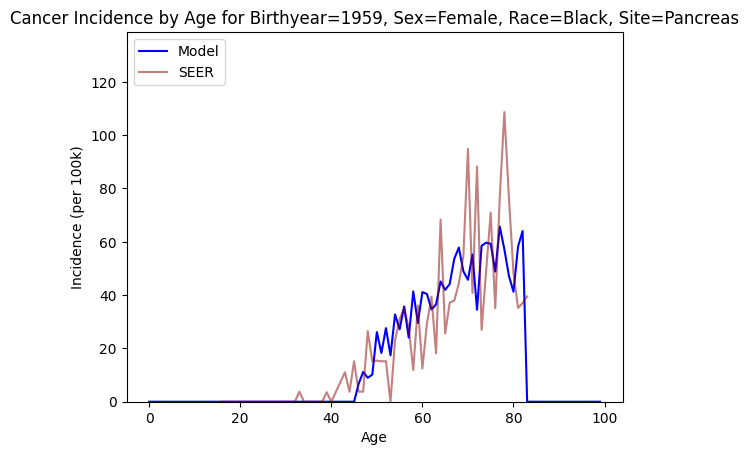 Cancer Incidence by Age for Birthyear=1959, Sex=Female, Race=Black, Site=Pancreas
Model
SEER
120
100
80
60
40
20
0
Incidence (per 100k)
0 20 40 60 80 100
Age